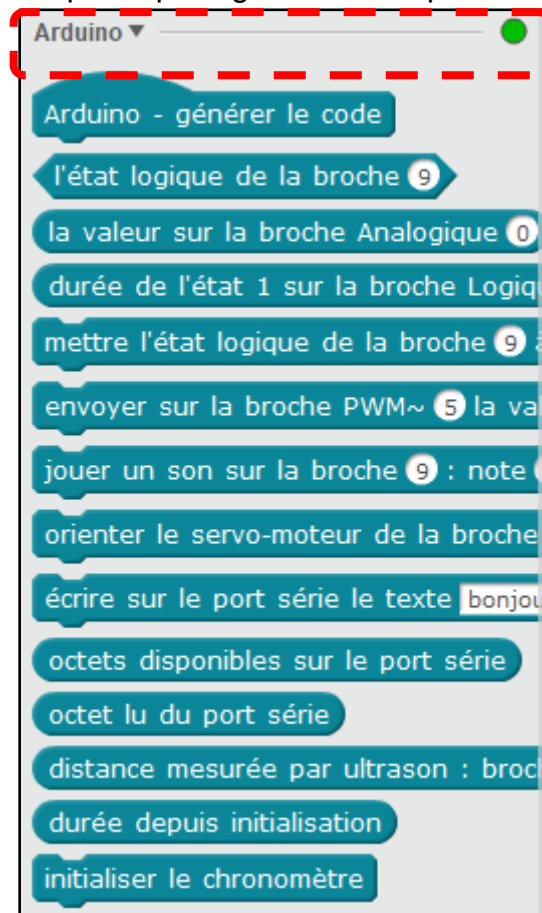 Arduino
Arduino - générer le code
l'état logique de la broche 9
la valeur sur la broche Analogique 0
durée de l'état 1 sur la broche
mettre l'état logique de la broche 9
envoyer sur la broche PWM~ 5 la
jouer un son sur la broche 9 : note
orienter le servo-moteur de la broche
écrire sur le port série le texte
octets disponibles sur le port série
octet lu du port série
distance mesurée par ultrason :
durée depuis initialisation
initialiser le chronomètre